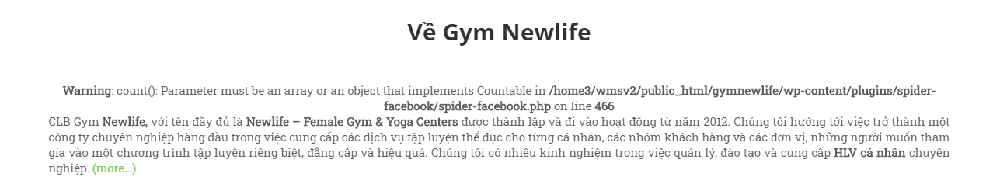 Về Gym Newlife
Warning: count(): Parameter must be an array or an object that implements Countable in /home3/wmsv2/public_html/gymnewlife/wp-content/plugins/spider-
facebook/spider-facebook.php on line 466
CLB Gym Newlife, với tên đầy đủ là Newlife – Female Gym & Yoga Centers được thành lập và đi vào hoạt động từ năm 2012. Chúng tôi hướng tới việc trở thành một
công ty chuyên nghiệp hàng đầu trong việc cung cấp các dịch vụ tập luyện thể dục cho từng cá nhân, các nhóm khách hàng và các đơn vị, những người muốn tham
gia vào một chương trình tập luyện riêng biệt, đẳng cấp và hiệu quả. Chúng tôi có nhiều kinh nghiệm trong việc quản lý, đào tạo và cung cấp HLV cá nhân chuyên
nghiệp. (more…)